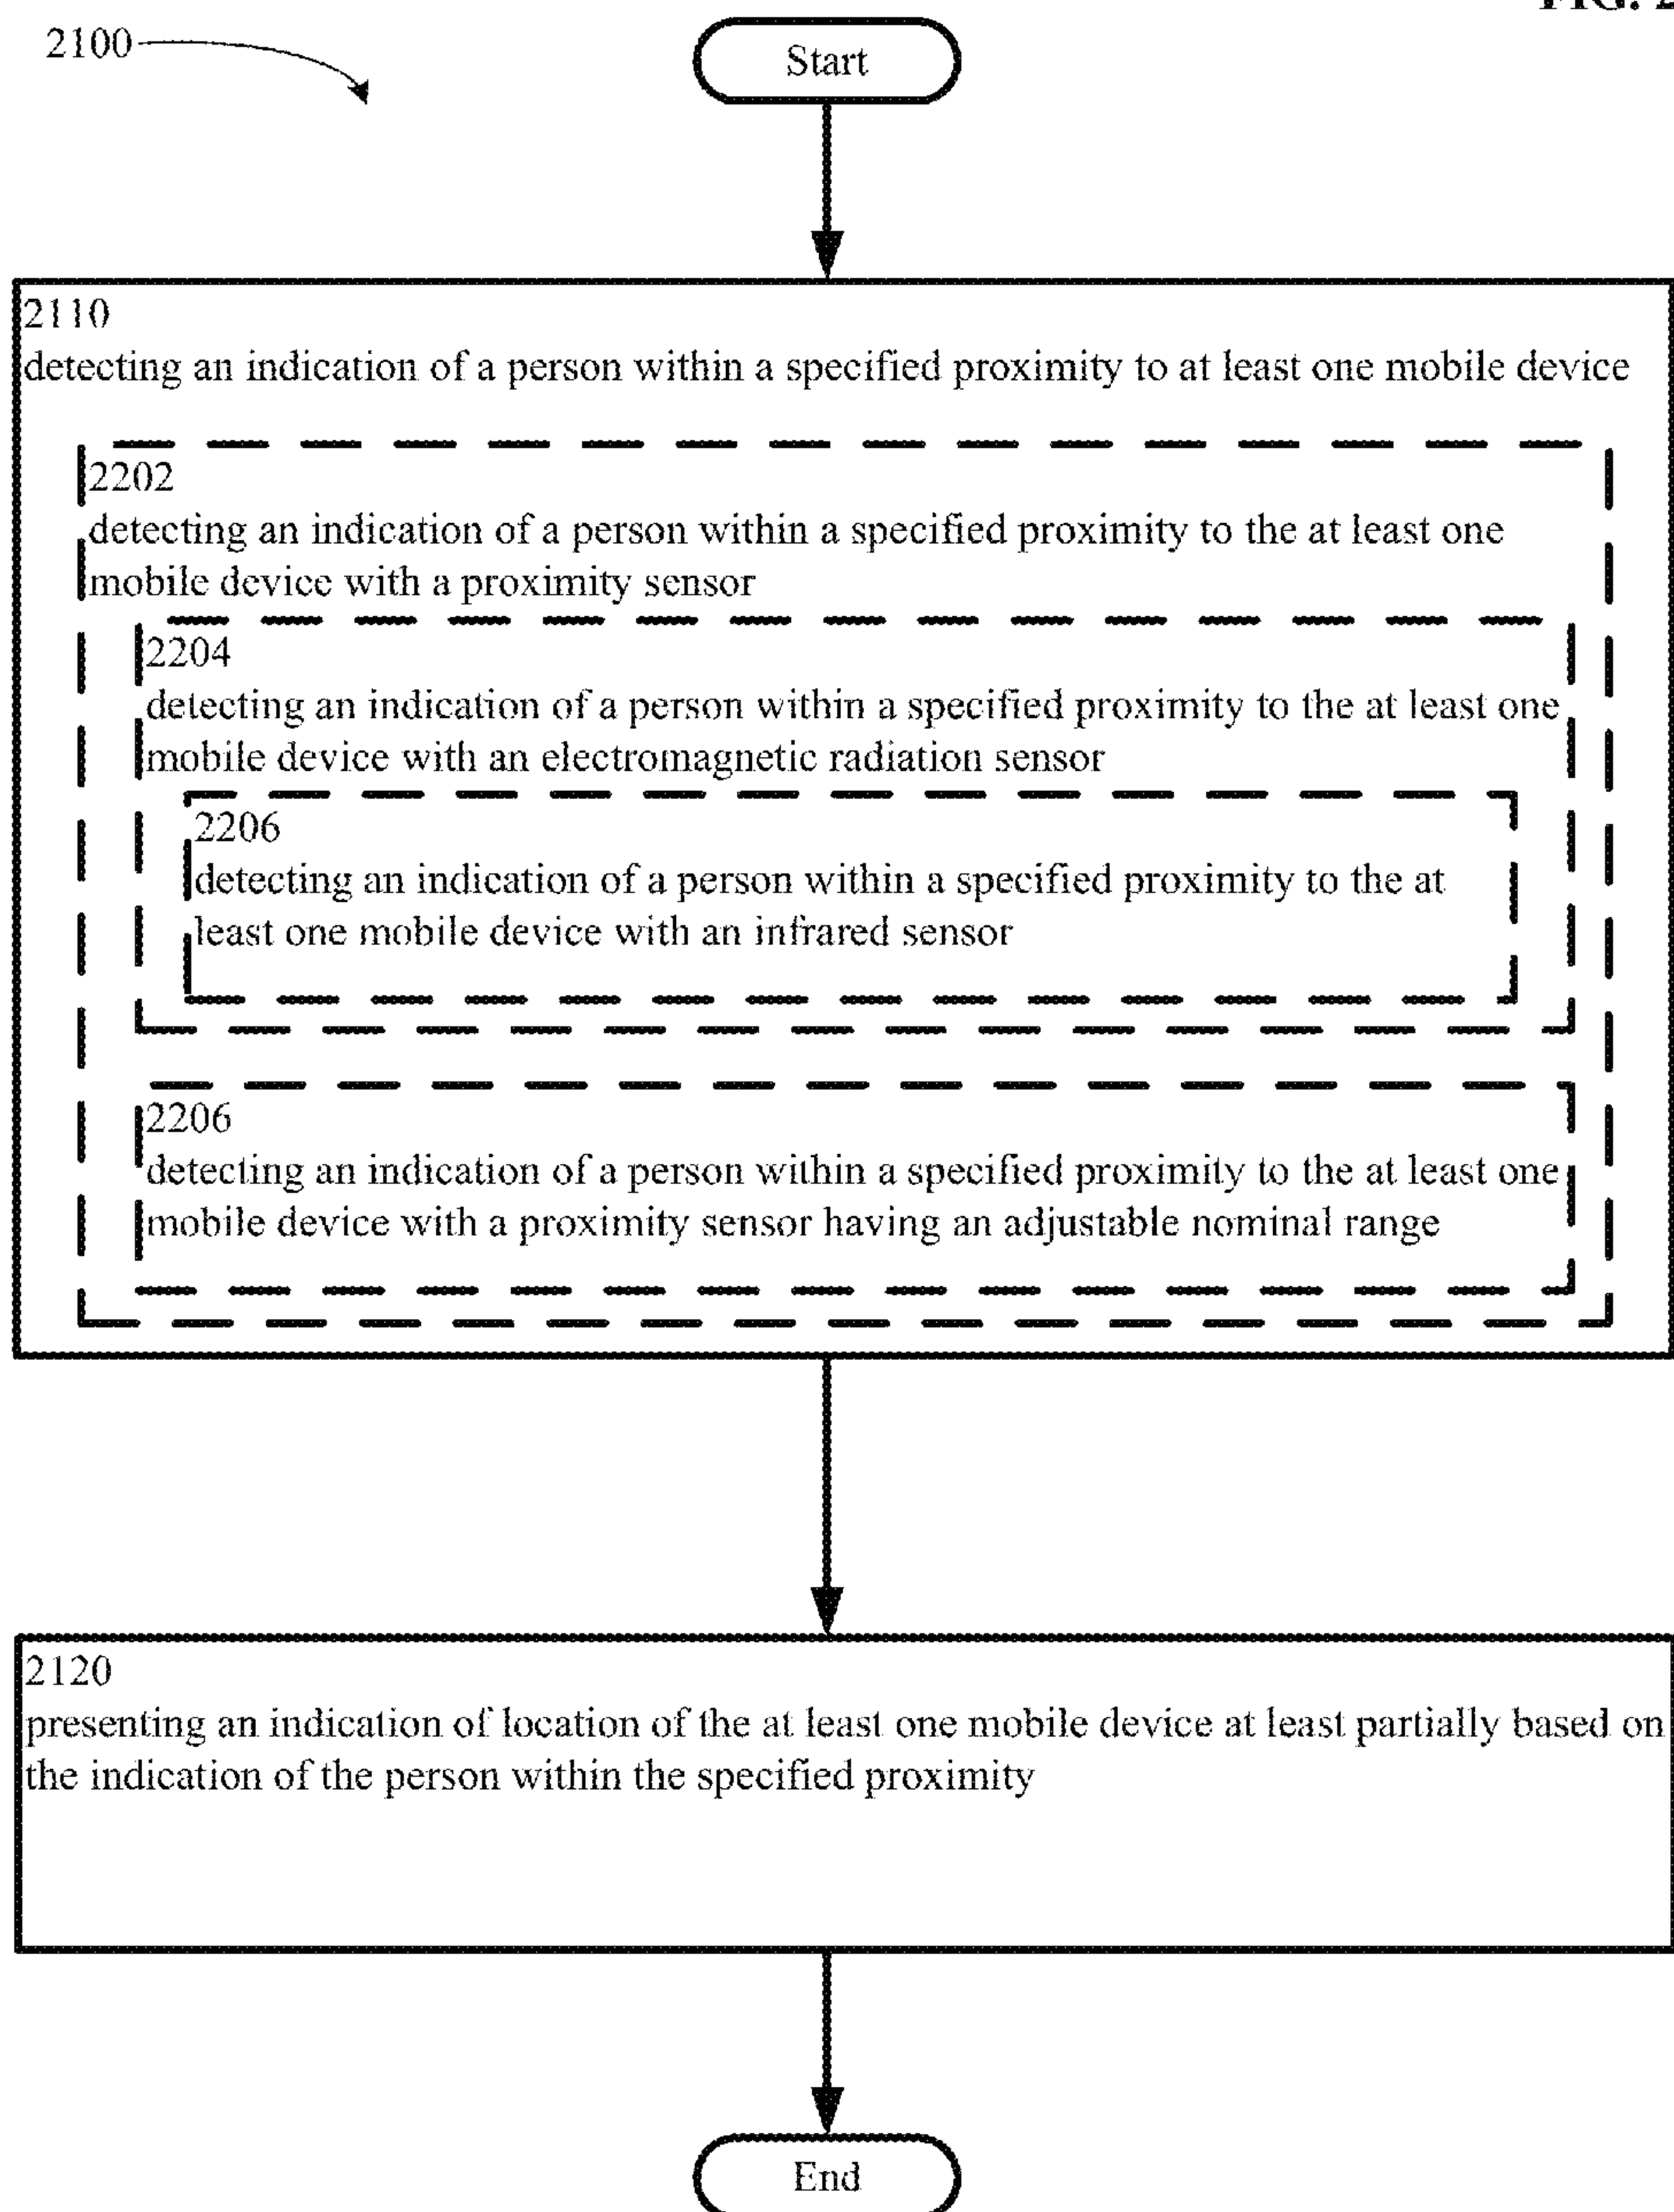 2100
Start
2110
detecting an indication of a person within a specified proximity to at least one mobile device
2202
detecting an indication of a person within a specified proximity to the at least one
mobile device with a proximity sensor
2204
detecting an indication of a person within a specified proximity to the at least one
mobile device with an electromagnetic radiation sensor
2206
detecting an indication of a person within a specified proximity to the at
least one mobile device with an infrared sensor
2206
detecting an indication of a person within a specified proximity to the at least one
mobile device with a proximity sensor having an adjustable nominal range
2120
presenting an indication of location of the at least one mobile device at least partially based on
the indication of the person within the specified proximity
End